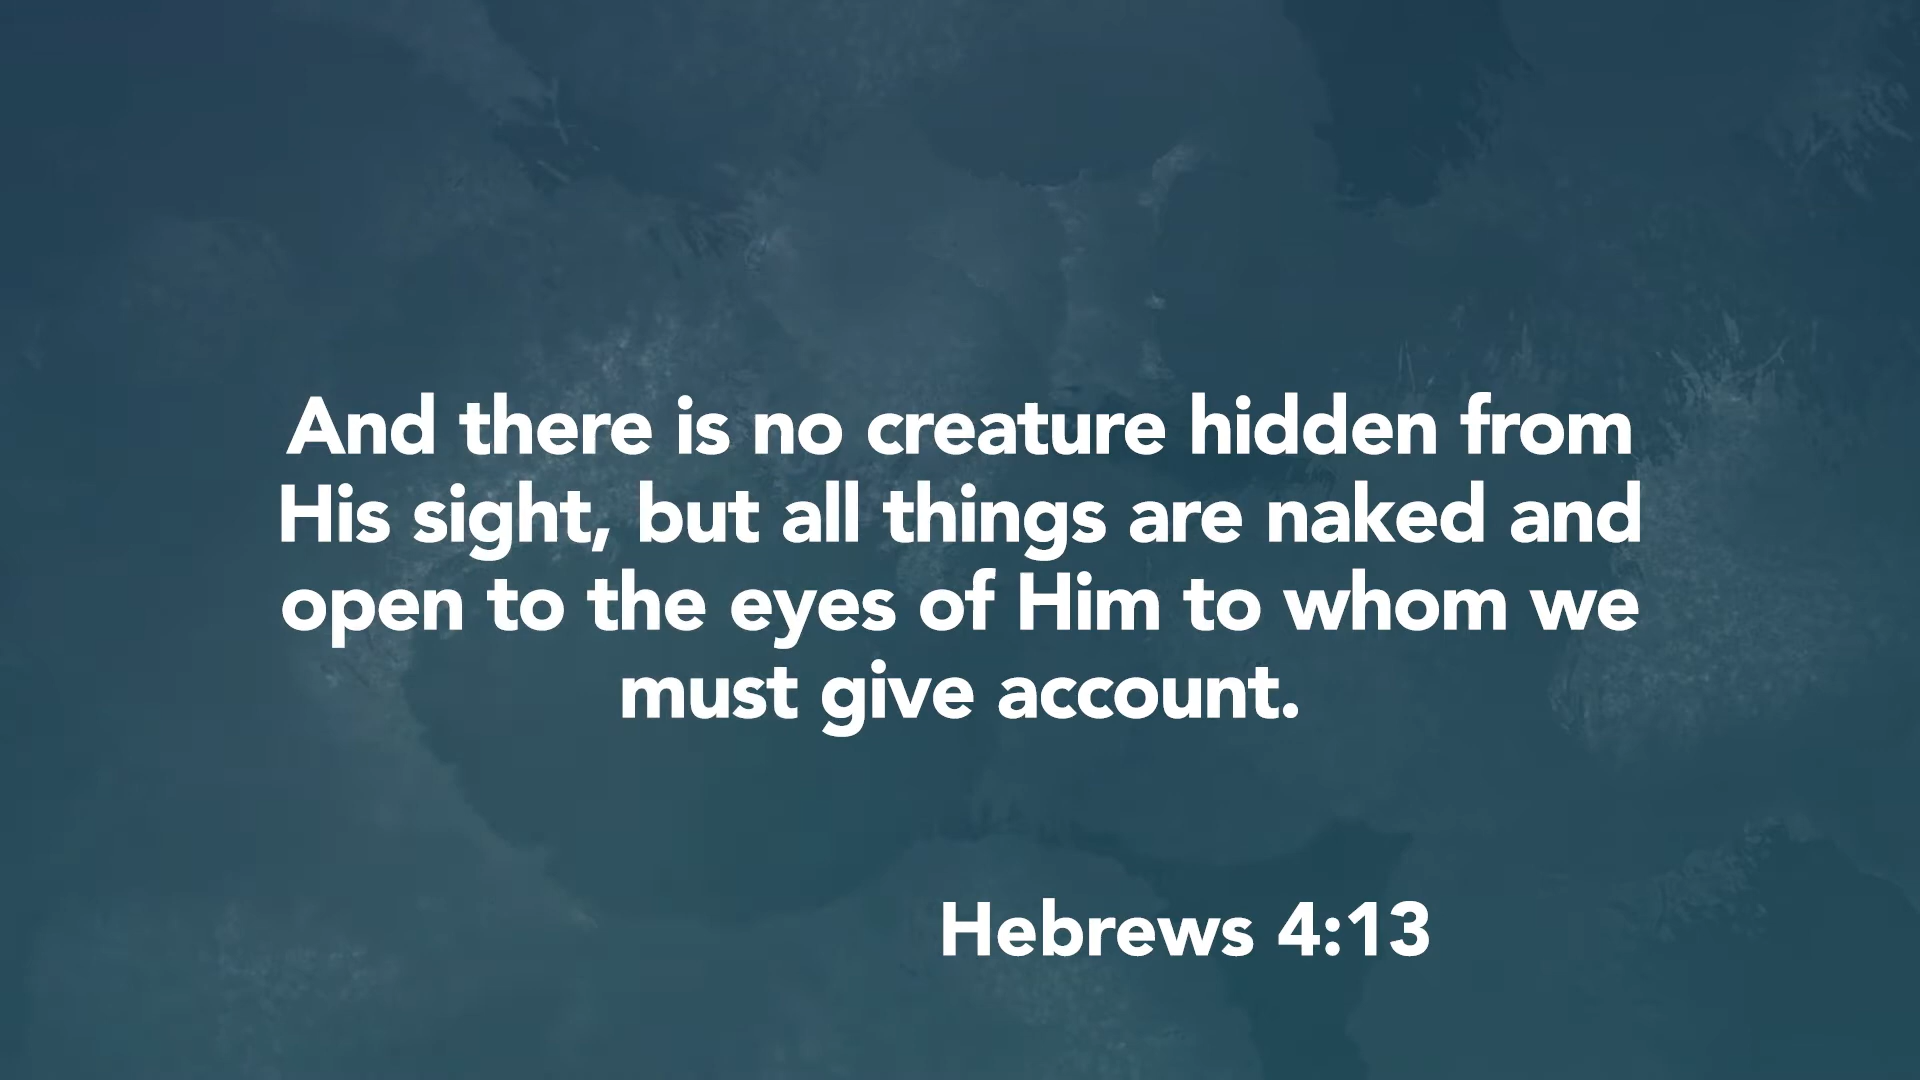 And there is no creature hidden from
His sight, but all things are naked and
open to the eyes of Him to whom we
must give account.
Hebrews 4:13